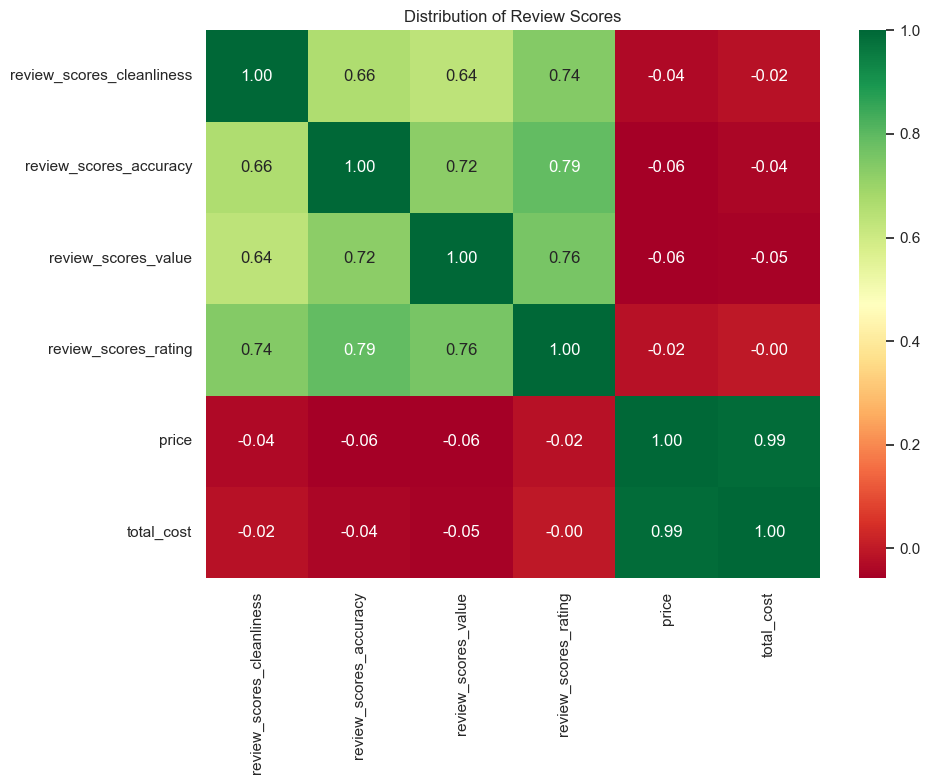 Distribution of Review Scores
review_scores_cleanliness 1.00 0.66 0.64 0.74 -0.04 -0.02
review_scores_accuracy 0.66 1.00 0.72 0.79 -0.06 -0.04
review_scores_value 0.64 0.72 1.00 0.76 -0.06 -0.05
review_scores_rating 0.74 0.79 0.76 1.00 -0.02 -0.00
price -0.04 -0.06 -0.06 -0.02 1.00 0.99
total_cost -0.02 -0.04 -0.05 -0.00 0.99 1.00
review_scores_cleanliness
review_scores_accuracy
review_scores_value
review_scores_rating
price
total_cost
1.0
0.8
0.6
0.4
0.2
0.0